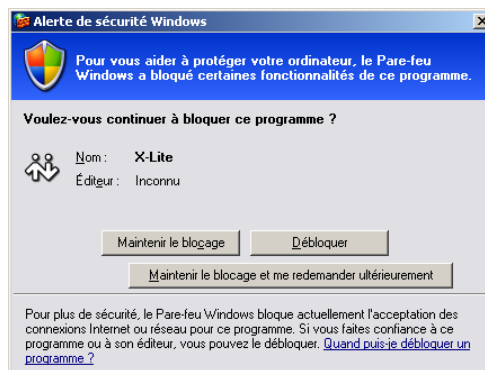 Alerte de sécurité Windows
Pour vous aider à protéger votre ordinateur, le Pare-feu
Windows a bloqué certaines fonctionnalités de ce programme.
Voulez-vous continuer à bloquer ce programme ?
Nom : X-Lite
Éditeur : Inconnu
Maintenir le blocage Débloquer
Maintenir le blocage et me redemander ultérieurement
Pour plus de sécurité, le Pare-feu Windows bloque actuellement l'acceptation des
connexions Internet ou réseau pour ce programme. Si vous faites confiance à ce
programme ou à son éditeur, vous pouvez le débloquer. Quand puis-je débloquer un
programme ?